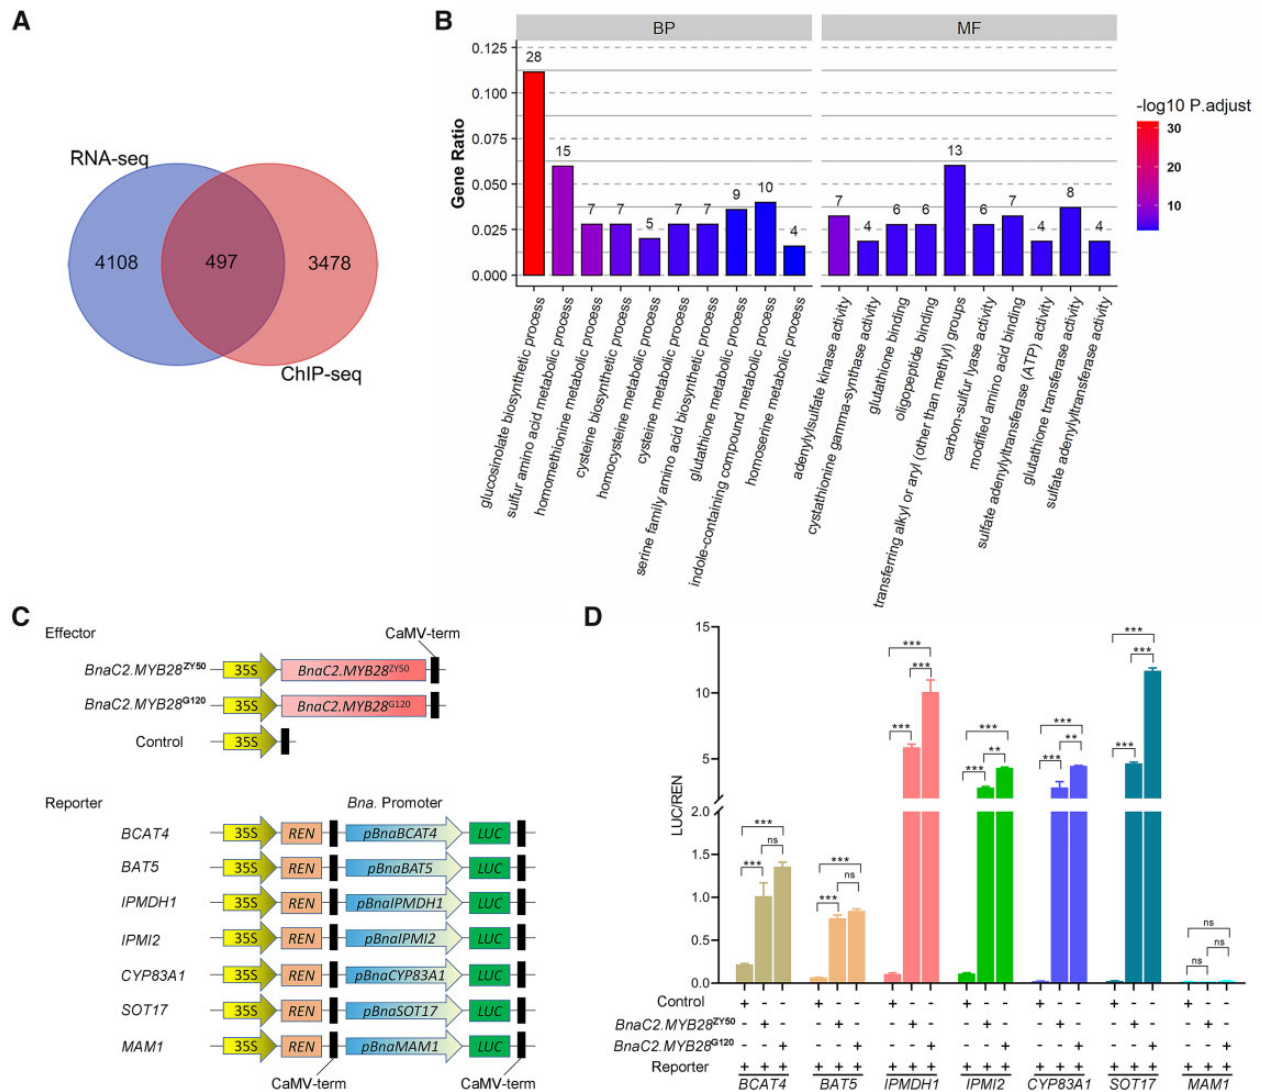 A
RNA-seq
4108
497
3478
ChIP-seq
B
BP
MF
Gene Ratio
0.125
0.100
0.075
0.050
0.025
0.000
28
15
7
7
5
7
7
9
10
4
7
4
6
6
13
6
7
4
8
4
-log10 P.adjust
30
20
10
glucosinolate biosynthetic process
sulfur amino acid metabolic process
homomethionine metabolic process
cysteine biosynthetic process
homocysteine metabolic process
cysteine metabolic process
serine family amino acid biosynthetic process
glutathione metabolic process
indole-containing compound metabolic process
homoserine metabolic process
adenylylsulfate kinase activity
cystathionine gamma-synthase activity
glutathione binding
oligopeptide binding
transferring alkyl or aryl (other than methyl) groups
carbon-sulfur lyase activity
modified amino acid binding
sulfate adenylyltransferase (ATP) activity
glutathione transferase activity
sulfate adenylyltransferase activity
C
Effector
CaMV-term
BnaC2.MYB28ZY50 35S BnaC2.MYB28ZY50
BnaC2.MYB28G120 35S BnaC2.MYB28G120
Control 35S
Reporter Bna. Promoter
BCAT4 35S REN pBnaBCAT4 LUC
BAT5 35S REN pBnaBAT5 LUC
IPMDH1 35S REN pBnaIPMDH1 LUC
IPMI2 35S REN pBnaIPMI2 LUC
CYP83A1 35S REN pBnaCYP83A1 LUC
SOT17 35S REN pBnaSOT17 LUC
MAM1 35S REN pBnaMAM1 LUC
CaMV-term CaMV-term
D
LUC/REN
15
10
5
2.0
1.5
1.0
0.5
0.0
*** ns ***
*** ns ***
*** *** ***
*** ** ***
*** ** ***
*** *** ***
ns ns ns
Control + - - + - - + - - + - - + - - + - - + - -
BnaC2.MYB28ZY50 - + - - + - - + - - + - - + - - + - - + -
BnaC2.MYB28G120 - - + - - + - - + - - + - - + - - + - - +
Reporter + + + + + + + + + + + + + + + + + + + + +
BCAT4 BAT5 IPMDH1 IPMI2 CYP83A1 SOT17 MAM1